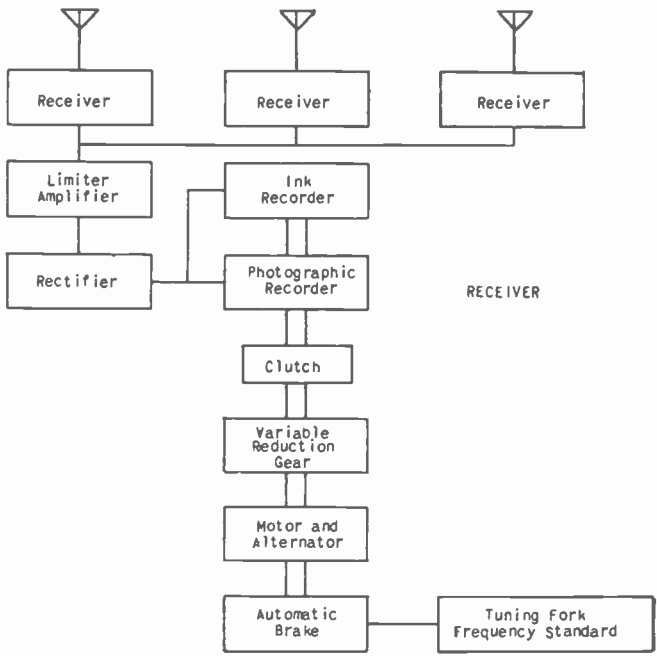 Receiver
Receiver
Receiver
Limiter
Amplifier
Ink
Recorder
Rectifier
Photographic
Recorder
RECEIVER
Clutch
Variable
Reduction
Gear
Motor and
Alternator
Automatic
Brake
Tuning Fork
Frequency Standard